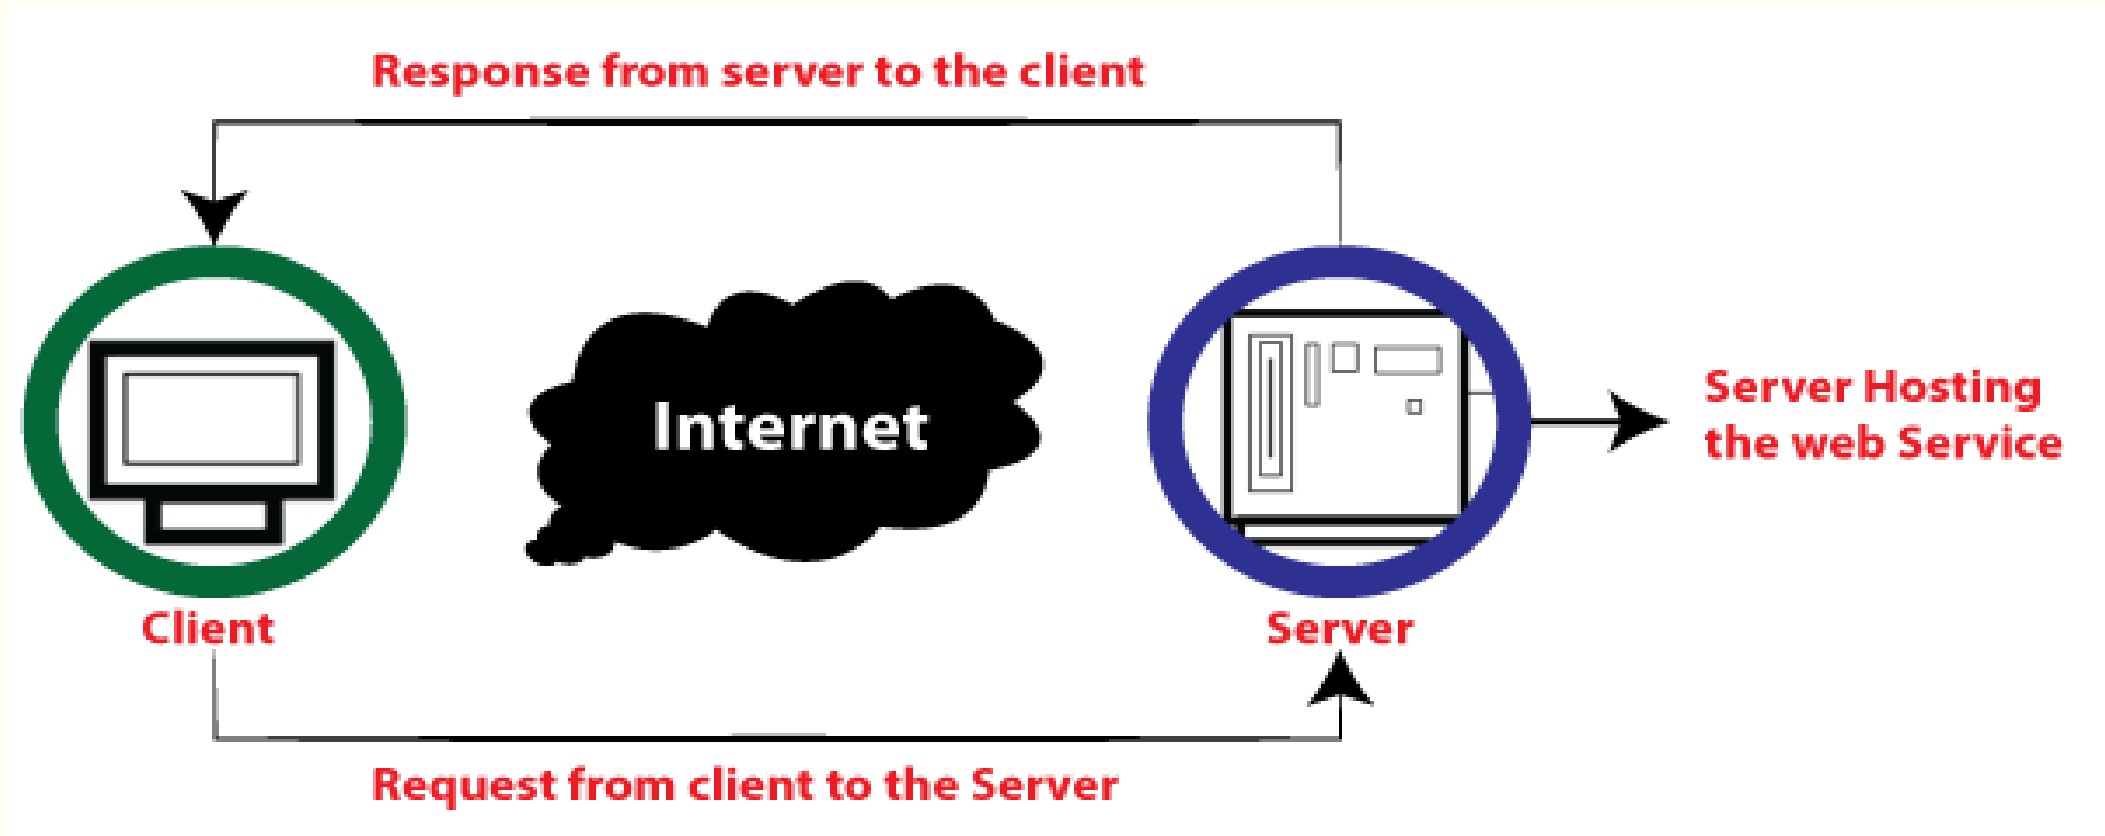 Response from server to the client
Internet
Server Hosting
the web Service
Client
Server
Request from client to the Server